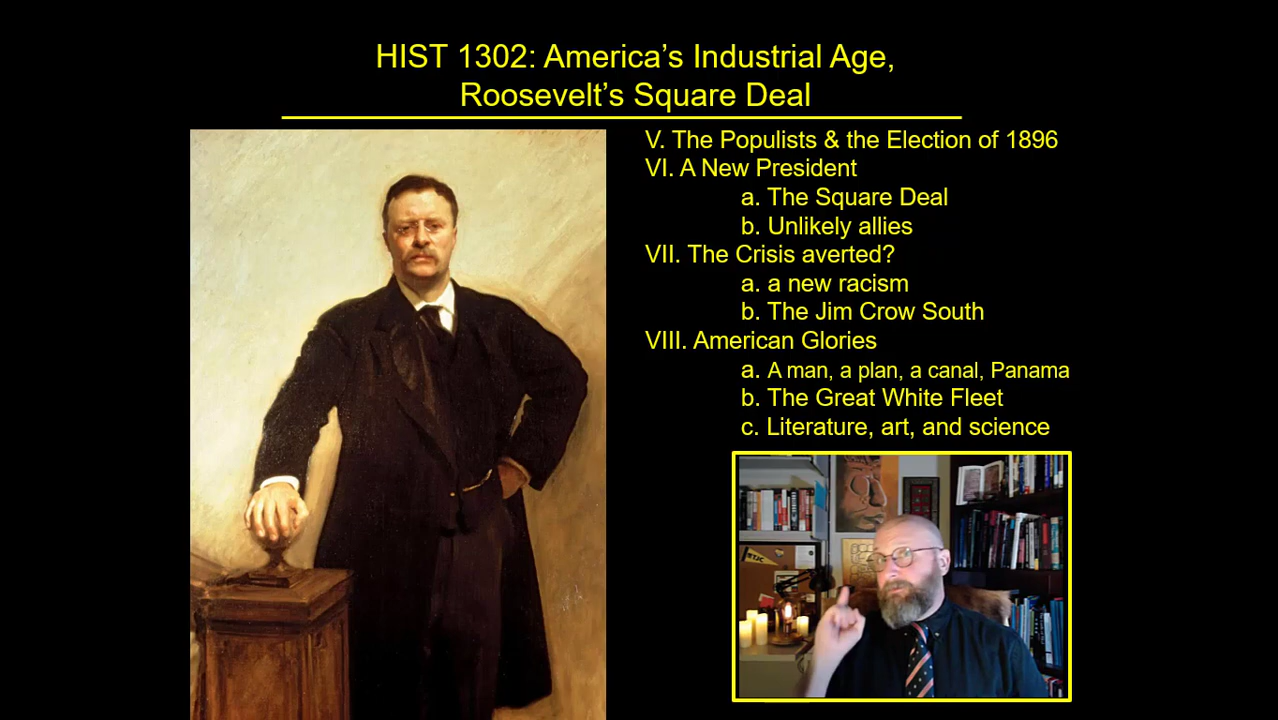 HIST 1302: America’s Industrial Age,
Roosevelt’s Square Deal
V. The Populists & the Election of 1896
VI. A New President
a. The Square Deal
b. Unlikely allies
VII. The Crisis averted?
a. a new racism
b. The Jim Crow South
VIII. American Glories
a. A man, a plan, a canal, Panama
b. The Great White Fleet
c. Literature, art, and science
TJC